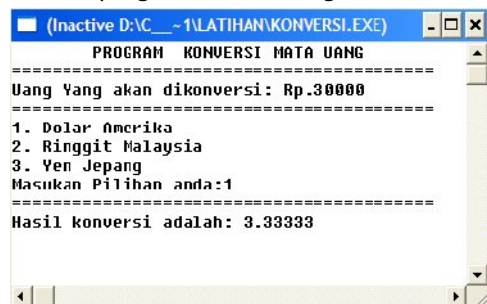 (Inactive D:\C__~1\LATIHAN\KONVERSI.EXE)
PROGRAM KONVERSI MATA UANG
==============================================
Uang Yang akan dikonversi: Rp.30000
==============================================
1. Dolar Amerika
2. Ringgit Malaysia
3. Yen Jepang
Masukan Pilihan anda:1
==============================================
Hasil konversi adalah: 3.33333